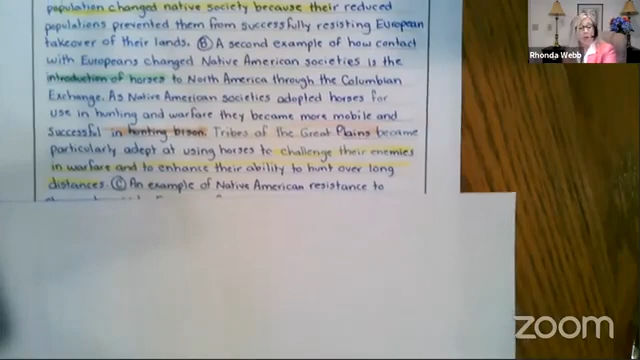 population changed native society because their reduced
populations prevented them from successfully resisting European
takeover of their lands. Ⓑ A second example of how contact
with Europeans changed Native American societies is the
introduction of horses to North America through the Columbian
Exchange. As Native American societies adopted horses for
use in hunting and warfare they became more mobile and
successful in hunting bison. Tribes of The Great Plains became
particularly adept at using horses to challenge their enemies
in warfare and to enhance their ability to hunt over long
distances. Ⓒ An example of Native American resistance to
Rhonda Webb
zoom